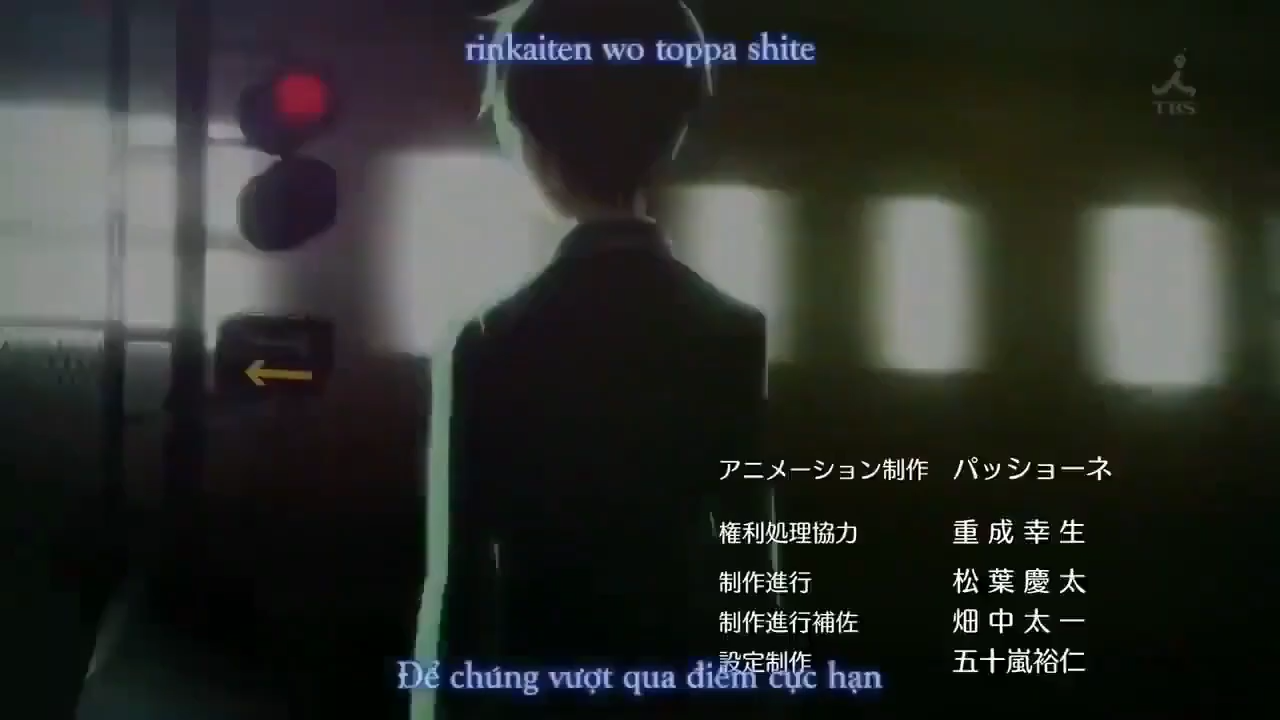 rinkaiten wo toppa shite
TBS
アニメーション制作 パッショーネ
権利処理協力 重成幸生
制作進行 松葉慶太
制作進行補佐 畑中太一
設定制作 五十嵐裕仁
Để chúng vượt qua điểm cực hạn